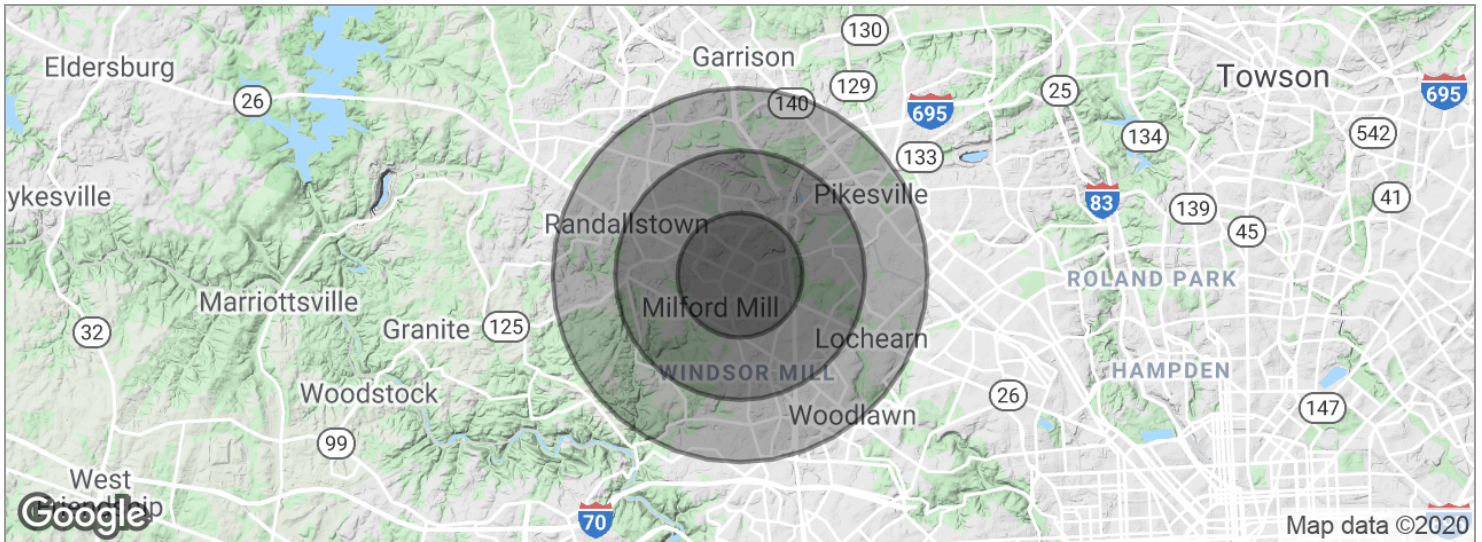 130
Garrison
Eldersburg
Towson
129
25
695
695
26
140
134
542
133
ykesville
Pikesville
83
41
139
Randallstown
45
ROLAND PARK
Marriottsville
Milford Mill
Granite
125
32
Lochearn
WINDSOR MILL
HAMPDEN
Woodstock
26
147
Woodlawn
99
West
Friendship
Google
70
Map data ©2020